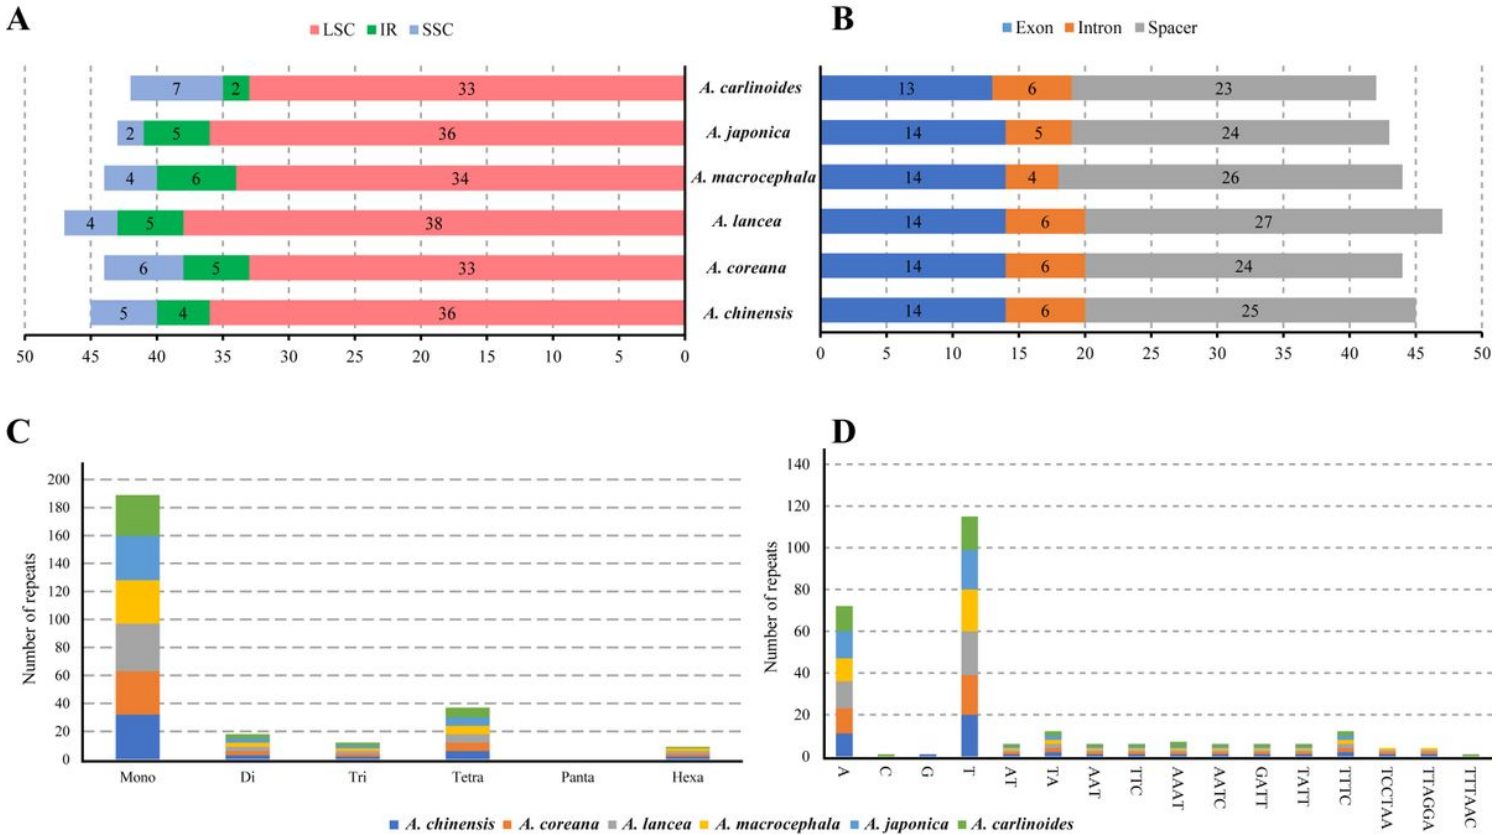 A
LSC IR SSC
7 2 33
2 5 36
4 6 34
4 5 38
6 5 33
5 4 36
50 45 40 35 30 25 20 15 10 5 0
A. carlinoides
A. japonica
A. macrocephala
A. lancea
A. coreana
A. chinensis
B
Exon Intron Spacer
13 6 23
14 5 24
14 4 26
14 6 27
14 6 24
14 6 25
0 5 10 15 20 25 30 35 40 45 50
C
Number of repeats
200
180
160
140
120
100
80
60
40
20
0
Mono Di Tri Tetra Panta Hexa
D
Number of repeats
140
120
100
80
60
40
20
0
A C G T AT TA AAT TTC AAAT AATC GATT TATT TTTC TCCTAA TTAGGA TTTAAC
A. chinensis A. coreana A. lancea A. macrocephala A. japonica A. carlinoides